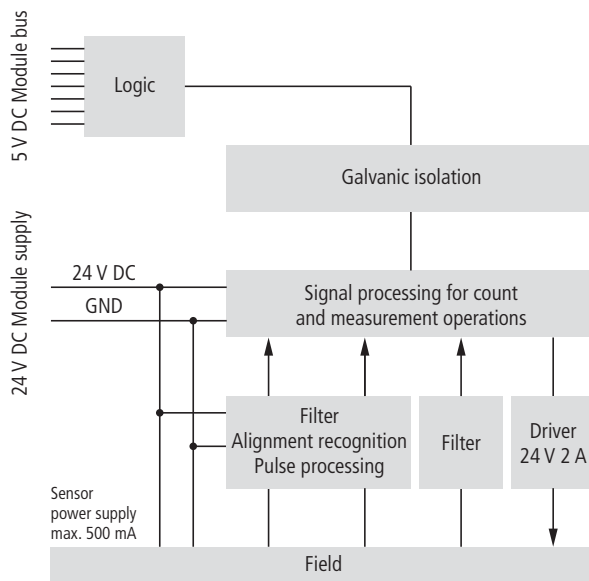 5 V DC Module bus
Logic
Galvanic isolation
24 V DC Module supply
24 V DC
GND
Signal processing for count
and measurement operations
Filter
Alignment recognition
Pulse processing
Filter
Driver
24 V 2 A
Sensor
power supply
max. 500 mA
Field